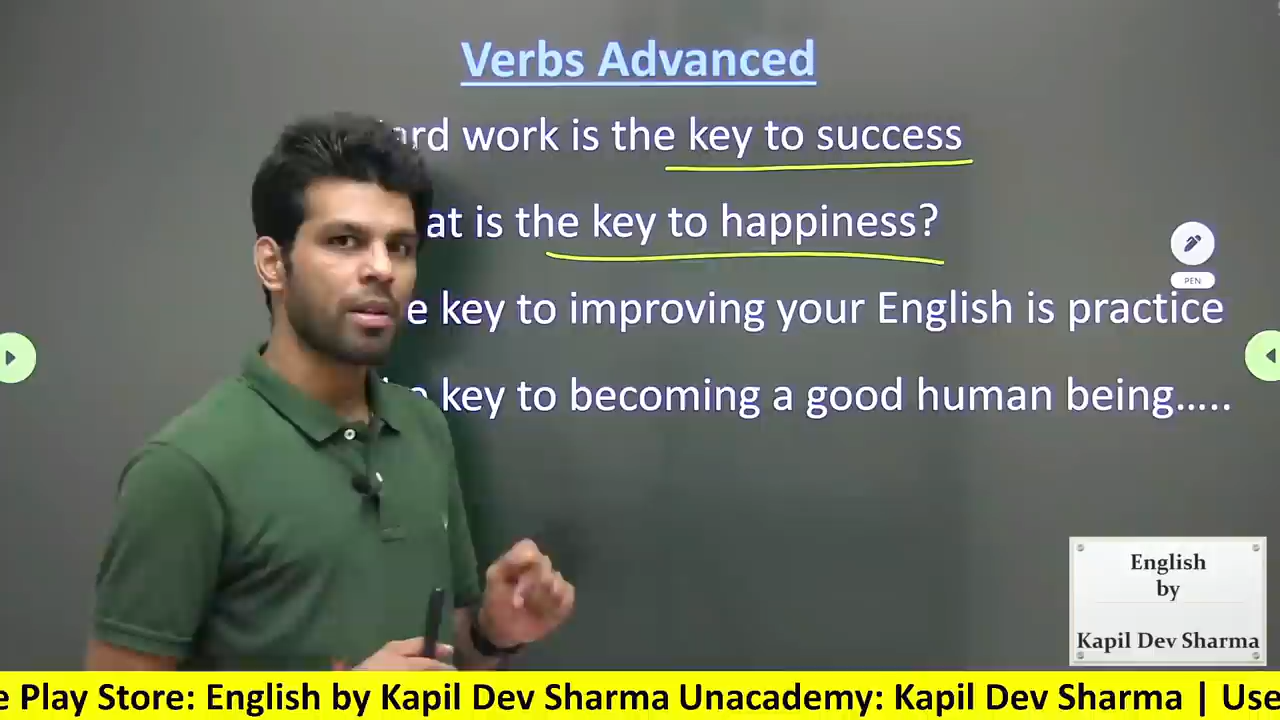 Verbs Advanced
ard work is the key to success
at is the key to happiness?
e key to improving your English is practice
key to becoming a good human being.....
PEN
English
by
Kapil Dev Sharma
e Play Store: English by Kapil Dev Sharma Unacademy: Kapil Dev Sharma | Use